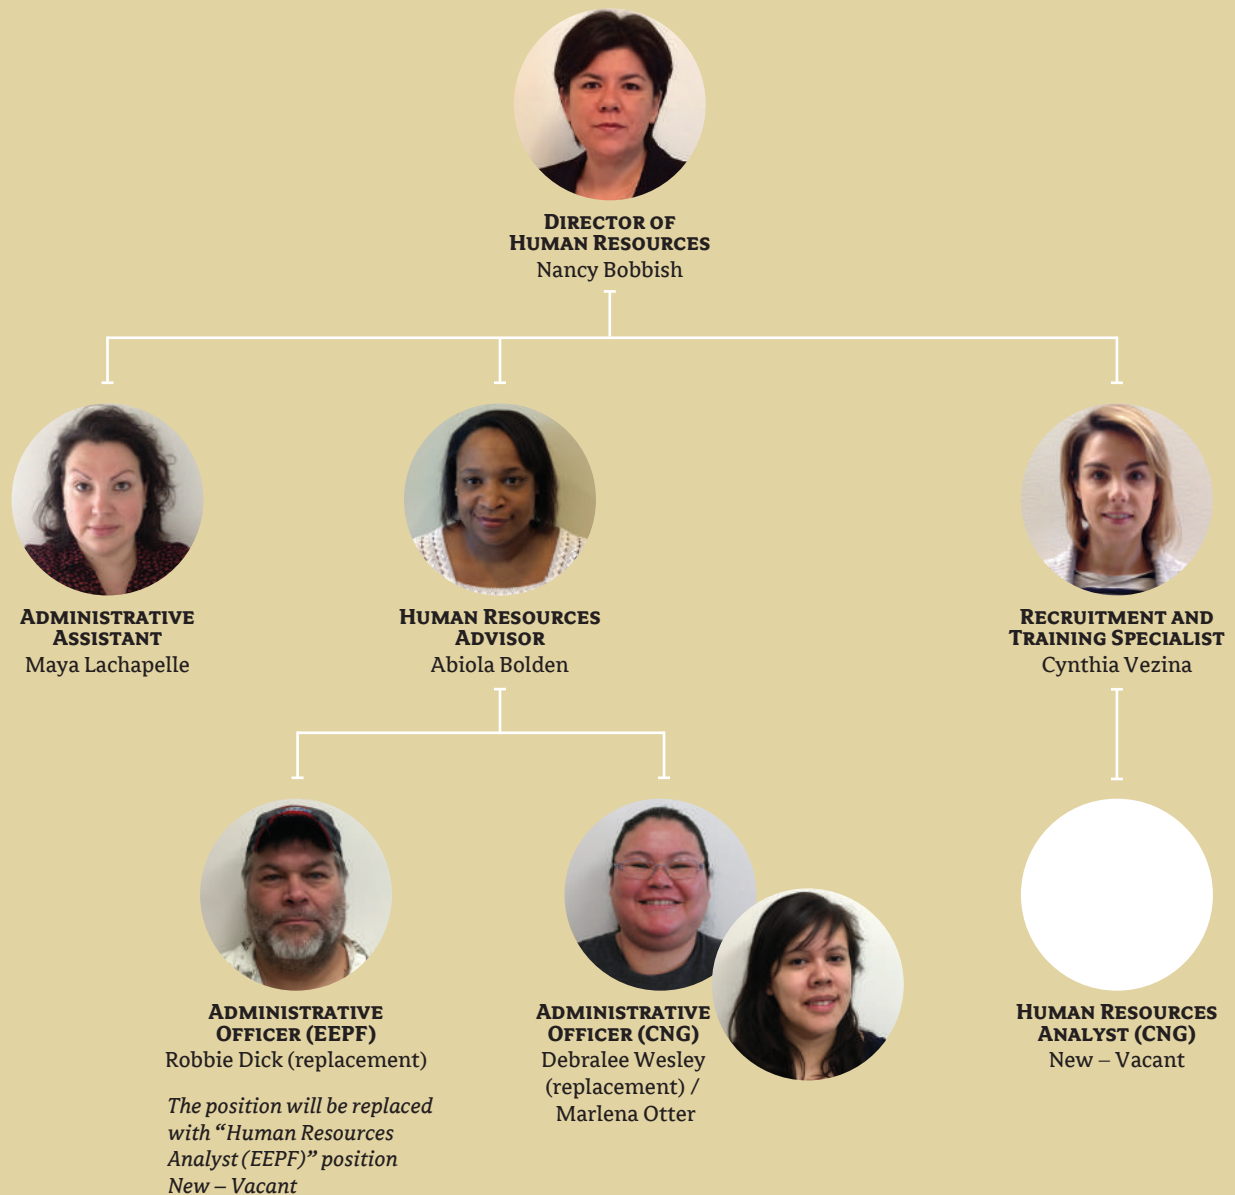 Director of
Human Resources
Nancy Bobbish
Administrative
Assistant
Maya Lachapelle
Human Resources
Advisor
Abiola Bolden
Recruitment and
Training Specialist
Cynthia Vezina
Administrative
Officer (EEPF)
Robbie Dick (replacement)
The position will be replaced
with “Human Resources
Analyst (EEPF)” position
New – Vacant
Administrative
Officer (CNG)
Debralee Wesley
(replacement) /
Marlena Otter
Human Resources
Analyst (CNG)
New – Vacant